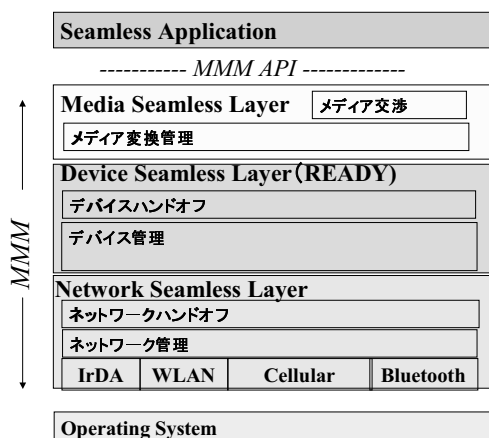 Seamless Application
----------- MMM API -------------
Media Seamless Layer メディア交渉
メディア変換管理
Device Seamless Layer(READY)
デバイスハンドオフ
デバイス管理
MMM
Network Seamless Layer
ネットワークハンドオフ
ネットワーク管理
IrDA WLAN Cellular Bluetooth
Operating System